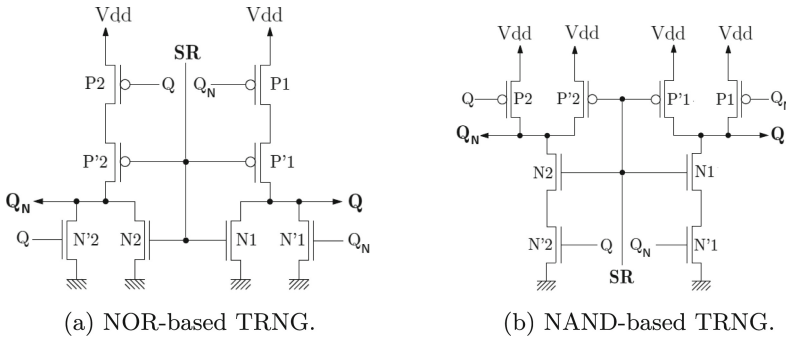 Vdd Vdd
SR
P2 Q Q_N P1
P'2 P'1
Q_N Q
Q N'2 N2 N1 N'1 Q_N
(a) NOR-based TRNG.
Vdd Vdd Vdd Vdd
Q P2 P'2 P'1 P1 Q_N
Q_N Q
N2 N1
N'2 Q Q_N N'1
SR
(b) NAND-based TRNG.